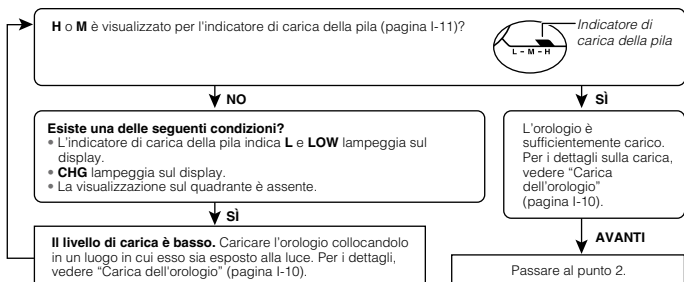 H o M è visualizzato per l'indicatore di carica della pila (pagina I-11)?
Indicatore di
carica della pila
L - M - H
NO
SÌ
Esiste una delle seguenti condizioni?
• L'indicatore di carica della pila indica L e LOW lampeggia sul
display.
• CHG lampeggia sul display.
• La visualizzazione sul quadrante è assente.
L'orologio è
sufficientemente carico.
Per i dettagli sulla carica,
vedere "Carica
dell'orologio"
(pagina I-10).
SÌ
AVANTI
Il livello di carica è basso. Caricare l'orologio collocandolo
in un luogo in cui esso sia esposto alla luce. Per i dettagli,
vedere "Carica dell'orologio" (pagina I-10).
Passare al punto 2.